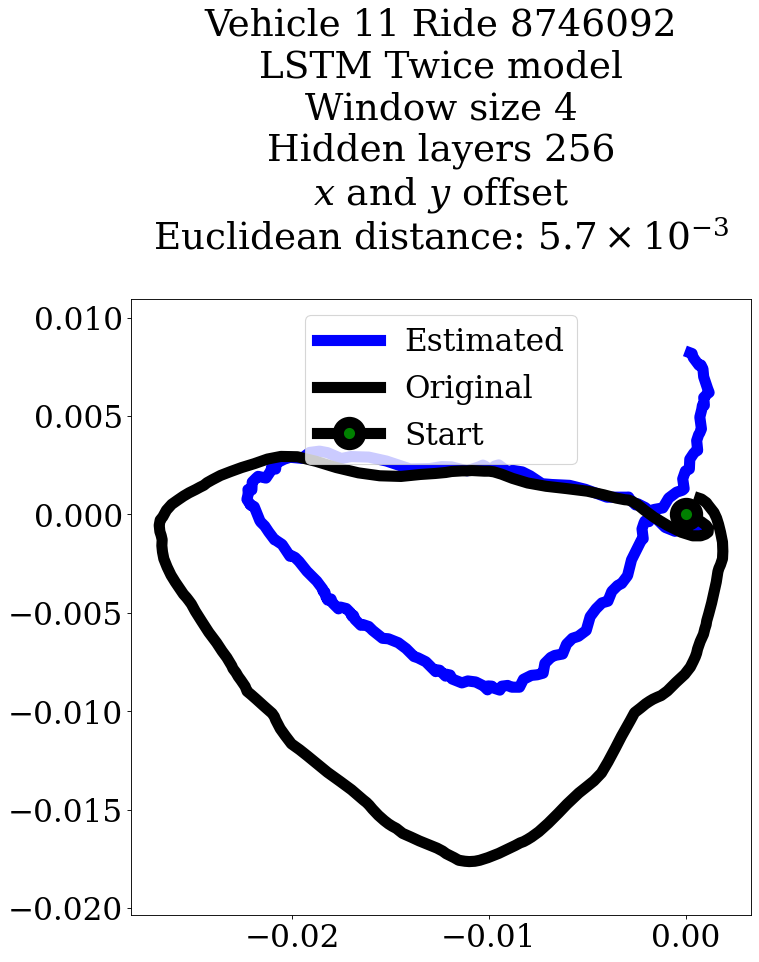 Vehicle 11 Ride 8746092
LSTM Twice model
Window size 4
Hidden layers 256
x and y offset
Euclidean distance: 5.7 × 10⁻³
Estimated
Original
Start
0.010
0.005
0.000
−0.005
−0.010
−0.015
−0.020
−0.02 −0.01 0.00